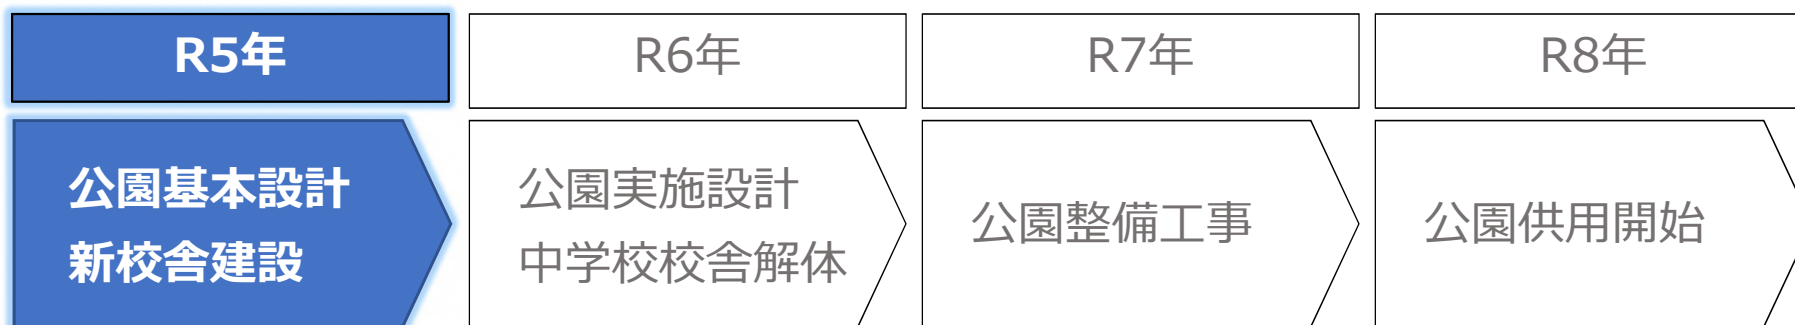 R5年
R6年
R7年
R8年
公園基本設計
新校舎建設
公園実施設計
中学校校舎解体
公園整備工事
公園供用開始